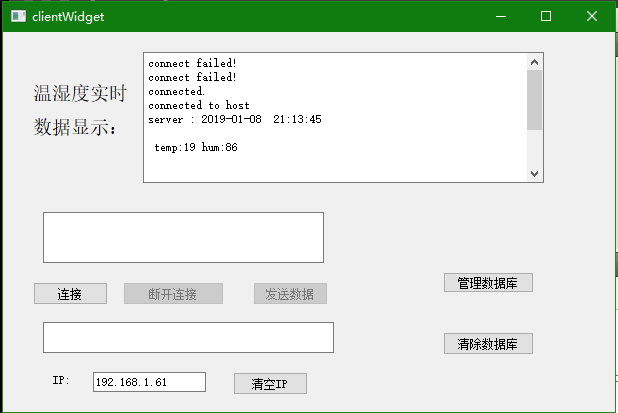 clientWidget
温湿度实时
数据显示：
connect failed!
connect failed!
connected.
connected to host
server : 2019-01-08  21:13:45
temp:19 hum:86
连接
断开连接
发送数据
管理数据库
清除数据库
IP:
192.168.1.61
清空IP